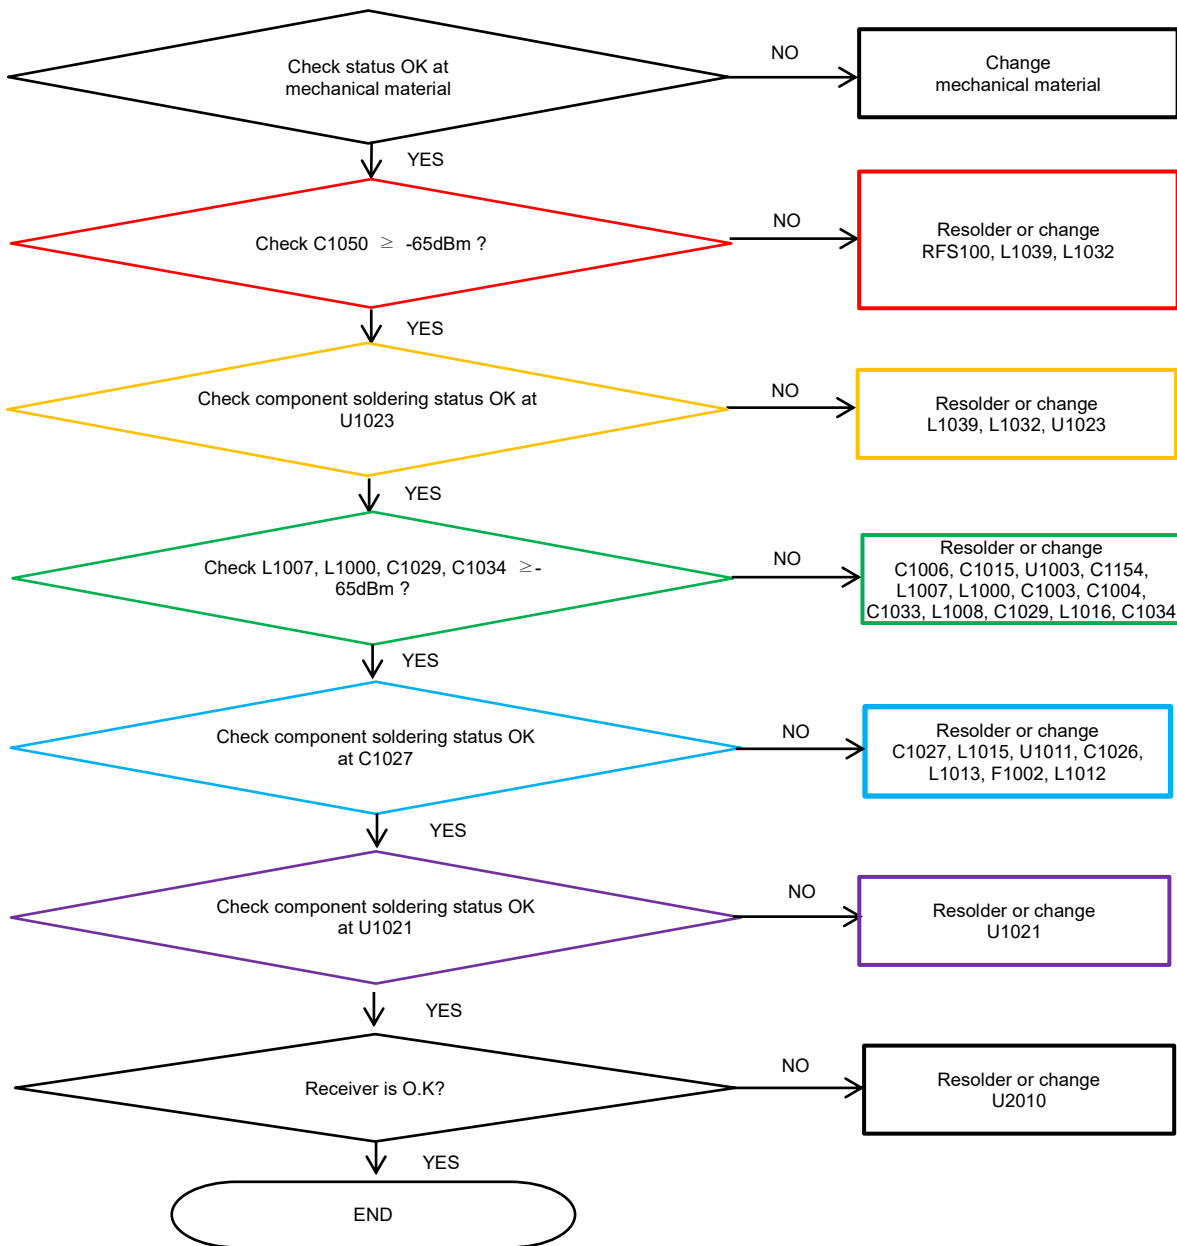 Check status OK at
mechanical material
NO
Change
mechanical material
YES
Check C1050 ≥ -65dBm ?
NO
Resolder or change
RFS100, L1039, L1032
YES
Check component soldering status OK at
U1023
NO
Resolder or change
L1039, L1032, U1023
YES
Check L1007, L1000, C1029, C1034 ≥-
65dBm ?
NO
Resolder or change
C1006, C1015, U1003, C1154,
L1007, L1000, C1003, C1004,
C1033, L1008, C1029, L1016, C1034
YES
Check component soldering status OK
at C1027
NO
Resolder or change
C1027, L1015, U1011, C1026,
L1013, F1002, L1012
YES
Check component soldering status OK
at U1021
NO
Resolder or change
U1021
YES
Receiver is O.K?
NO
Resolder or change
U2010
YES
END